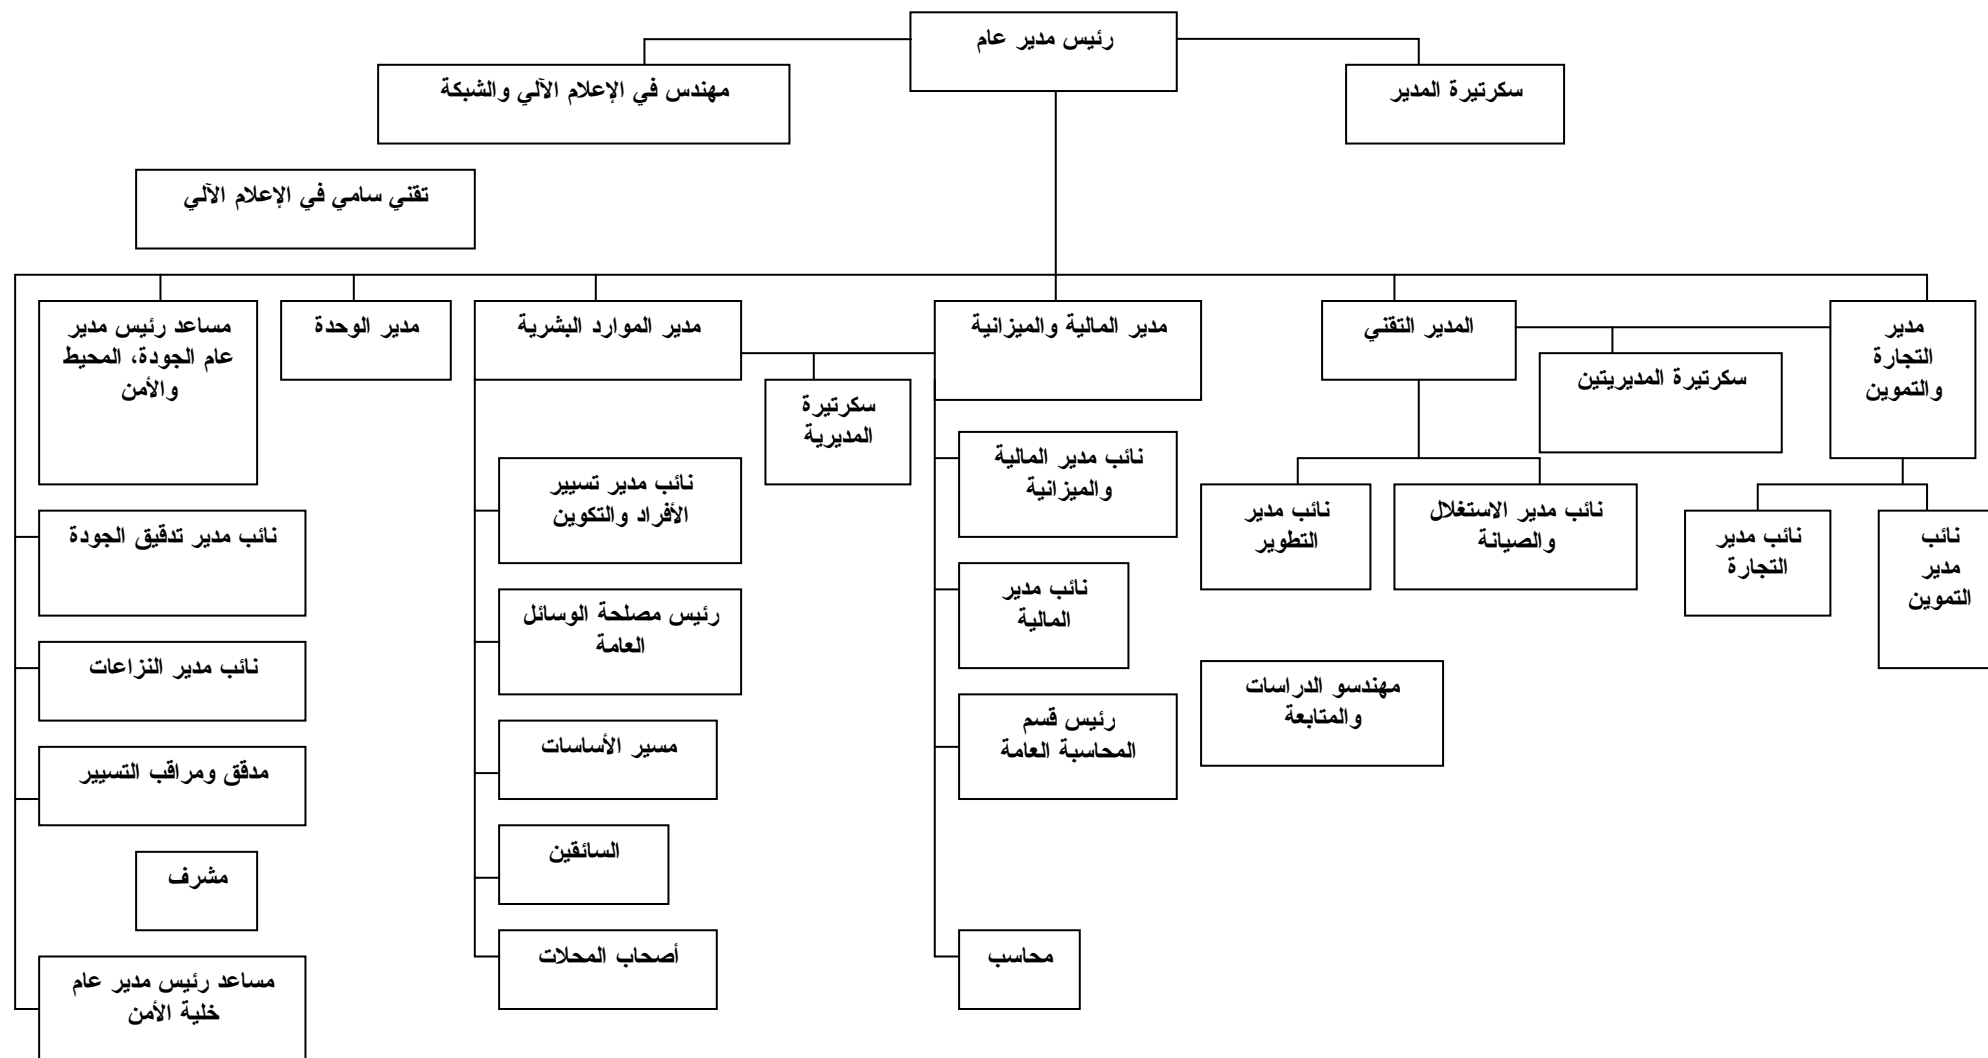 رئيس مدير عام
سكرتيرة المدير
مهندس في الإعلام الآلي والشبكة
تقني سامي في الإعلام الآلي
مدير
التجارة
والتموين
المدير التقني
سكرتيرة المديريتين
مدير المالية والميزانية
مدير الموارد البشرية
سكرتيرة
المديرية
مدير الوحدة
مساعد رئيس مدير
عام الجودة، المحيط
والأمن
نائب
مدير
التموين
نائب مدير
التجارة
نائب مدير الاستغلال
والصيانة
نائب مدير
التطوير
مهندسو الدراسات
والمتابعة
نائب مدير المالية
والميزانية
نائب مدير
المالية
رئيس قسم
المحاسبة العامة
محاسب
نائب مدير تسيير
الأفراد والتكوين
رئيس مصلحة الوسائل
العامة
مسير الأساسات
السائقين
أصحاب المحلات
نائب مدير تدقيق الجودة
نائب مدير النزاعات
مدقق ومراقب التسيير
مشرف
مساعد رئيس مدير عام
خلية الأمن